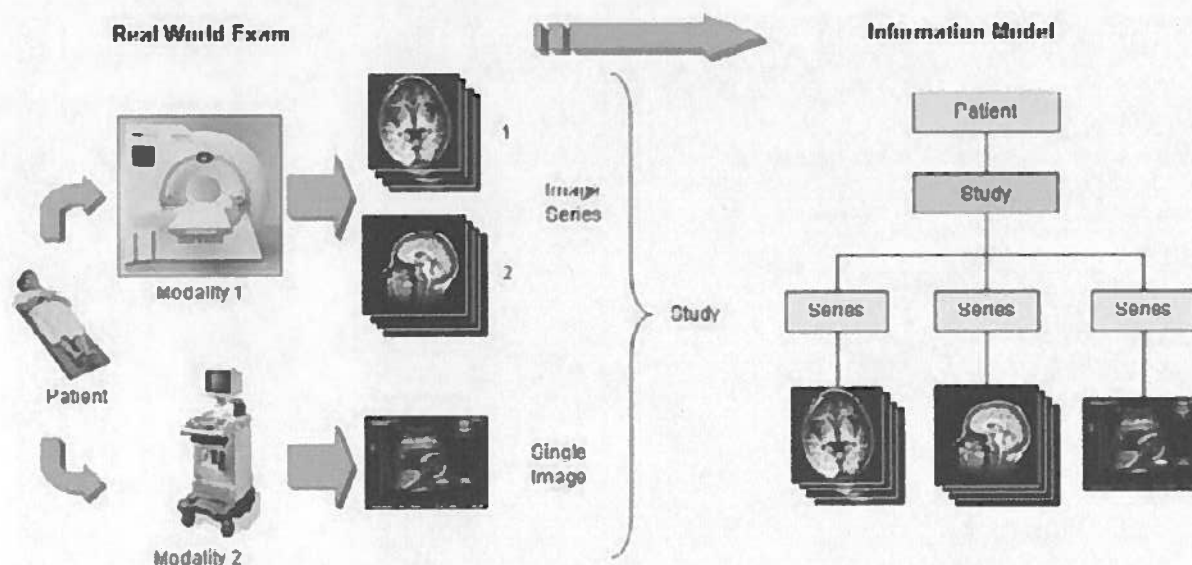 Real World Exam
Information Model
1
Image
Series
2
Modality 1
Patient
Modality 2
Single
Image
Study
Patient
Study
Series
Series
Series